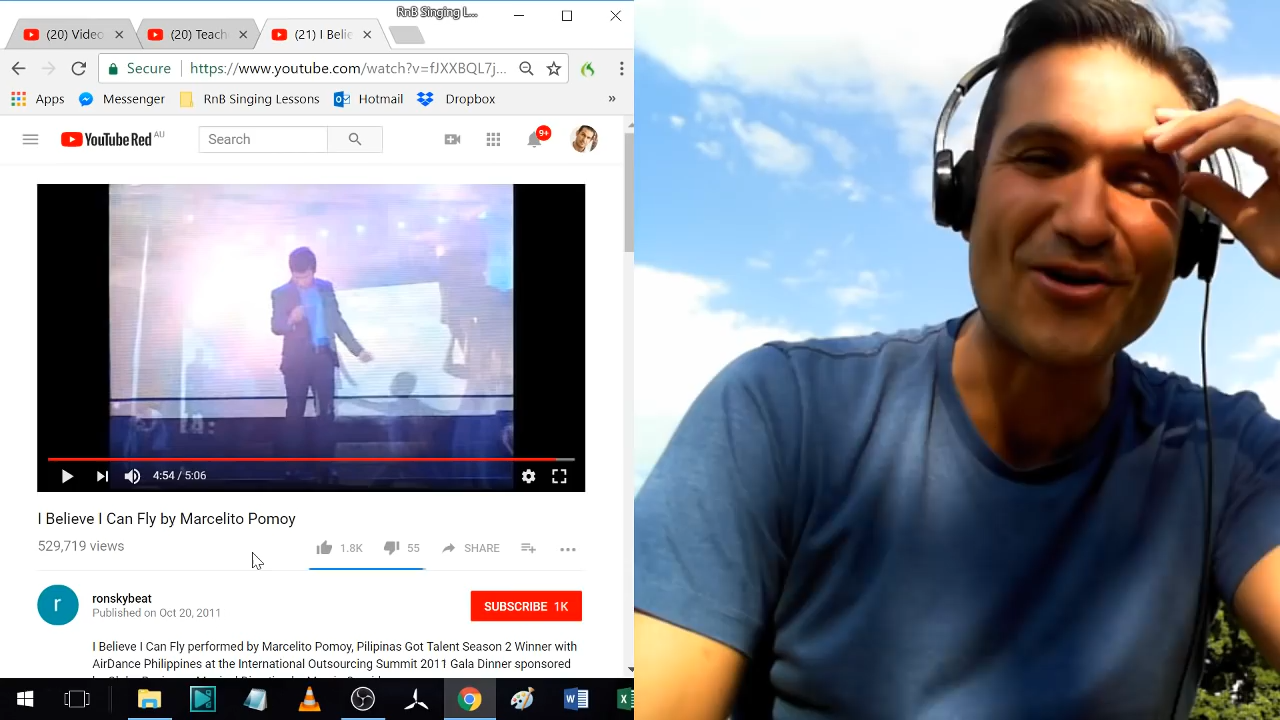 RnB Singing L...
(20) Video
(20) Teach
(21) I Belie
Secure
https://www.youtube.com/watch?v=fJXXBQL7j...
Apps
Messenger
RnB Singing Lessons
Hotmail
Dropbox
»
YouTube Red AU
Search
9+
4:54 / 5:06
I Believe I Can Fly by Marcelito Pomoy
529,719 views
1.8K
55
SHARE
r
ronskybeat
Published on Oct 20, 2011
SUBSCRIBE 1K
I Believe I Can Fly performed by Marcelito Pomoy, Pilipinas Got Talent Season 2 Winner with
AirDance Philippines at the International Outsourcing Summit 2011 Gala Dinner sponsored